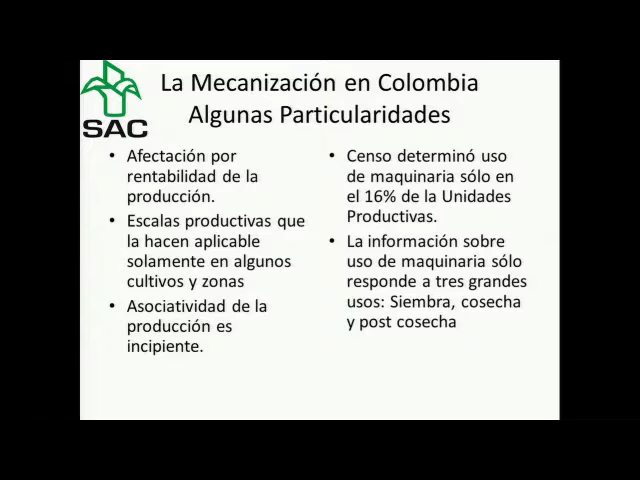 SAC
La Mecanización en Colombia
Algunas Particularidades
• Afectación por
rentabilidad de la
producción.
• Escalas productivas que
la hacen aplicable
solamente en algunos
cultivos y zonas
• Asociatividad de la
producción es
incipiente.
• Censo determinó uso
de maquinaria sólo en
el 16% de la Unidades
Productivas.
• La información sobre
uso de maquinaria sólo
responde a tres grandes
usos: Siembra, cosecha
y post cosecha